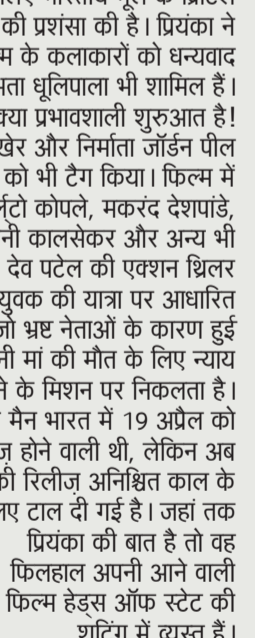 की प्रशंसा की है। प्रियंका ने
म के कलाकारों को धन्यवाद
धूलिपाला भी शामिल हैं।
क्या प्रभावशाली शुरुआत है!
खेर और निर्माता जॉर्डन पील
को भी टैग किया। फिल्म में
कोपले, मकरंद देशपांडे,
नी कालसेकर और अन्य भी
देव पटेल की एक्शन थ्रिलर
युवक की यात्रा पर आधारित
जो भ्रष्ट नेताओं के कारण हुई
नी मां की मौत के लिए न्याय
ने के मिशन पर निकलता है।
मैन भारत में 19 अप्रैल को
ज़ होने वाली थी, लेकिन अब
की रिलीज़ अनिश्चित काल के
लिए टाल दी गई है। जहां तक
प्रियंका की बात है तो वह
फिलहाल अपनी आने वाली
फिल्म हेड्स ऑफ स्टेट की
शूटिंग में व्यस्त हैं।